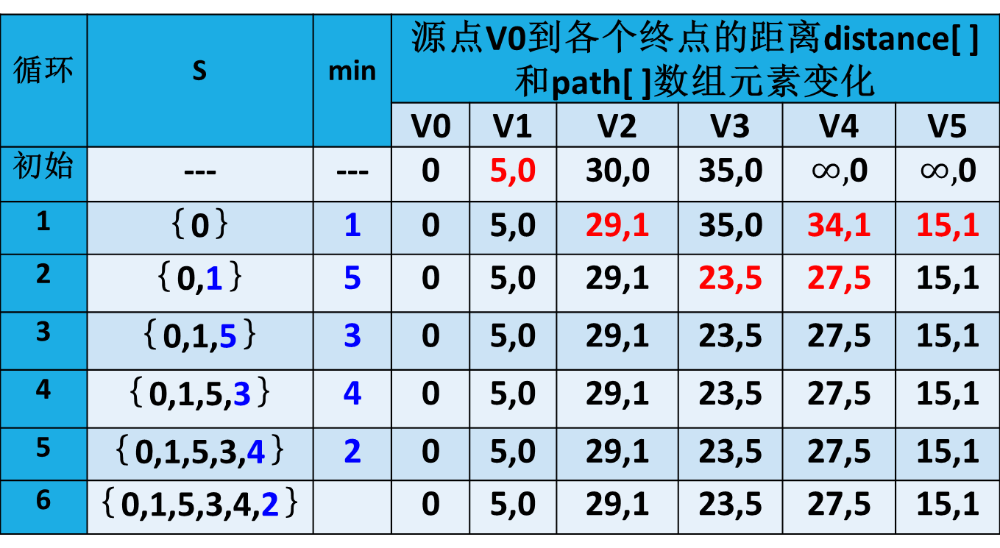 循环 S min 源点V0到各个终点的距离distance[ ]
和path[ ]数组元素变化
V0 V1 V2 V3 V4 V5
初始 --- --- 0 5,0 30,0 35,0 ∞,0 ∞,0
1 {0} 1 0 5,0 29,1 35,0 34,1 15,1
2 {0,1} 5 0 5,0 29,1 23,5 27,5 15,1
3 {0,1,5} 3 0 5,0 29,1 23,5 27,5 15,1
4 {0,1,5,3} 4 0 5,0 29,1 23,5 27,5 15,1
5 {0,1,5,3,4} 2 0 5,0 29,1 23,5 27,5 15,1
6 {0,1,5,3,4,2} 0 5,0 29,1 23,5 27,5 15,1